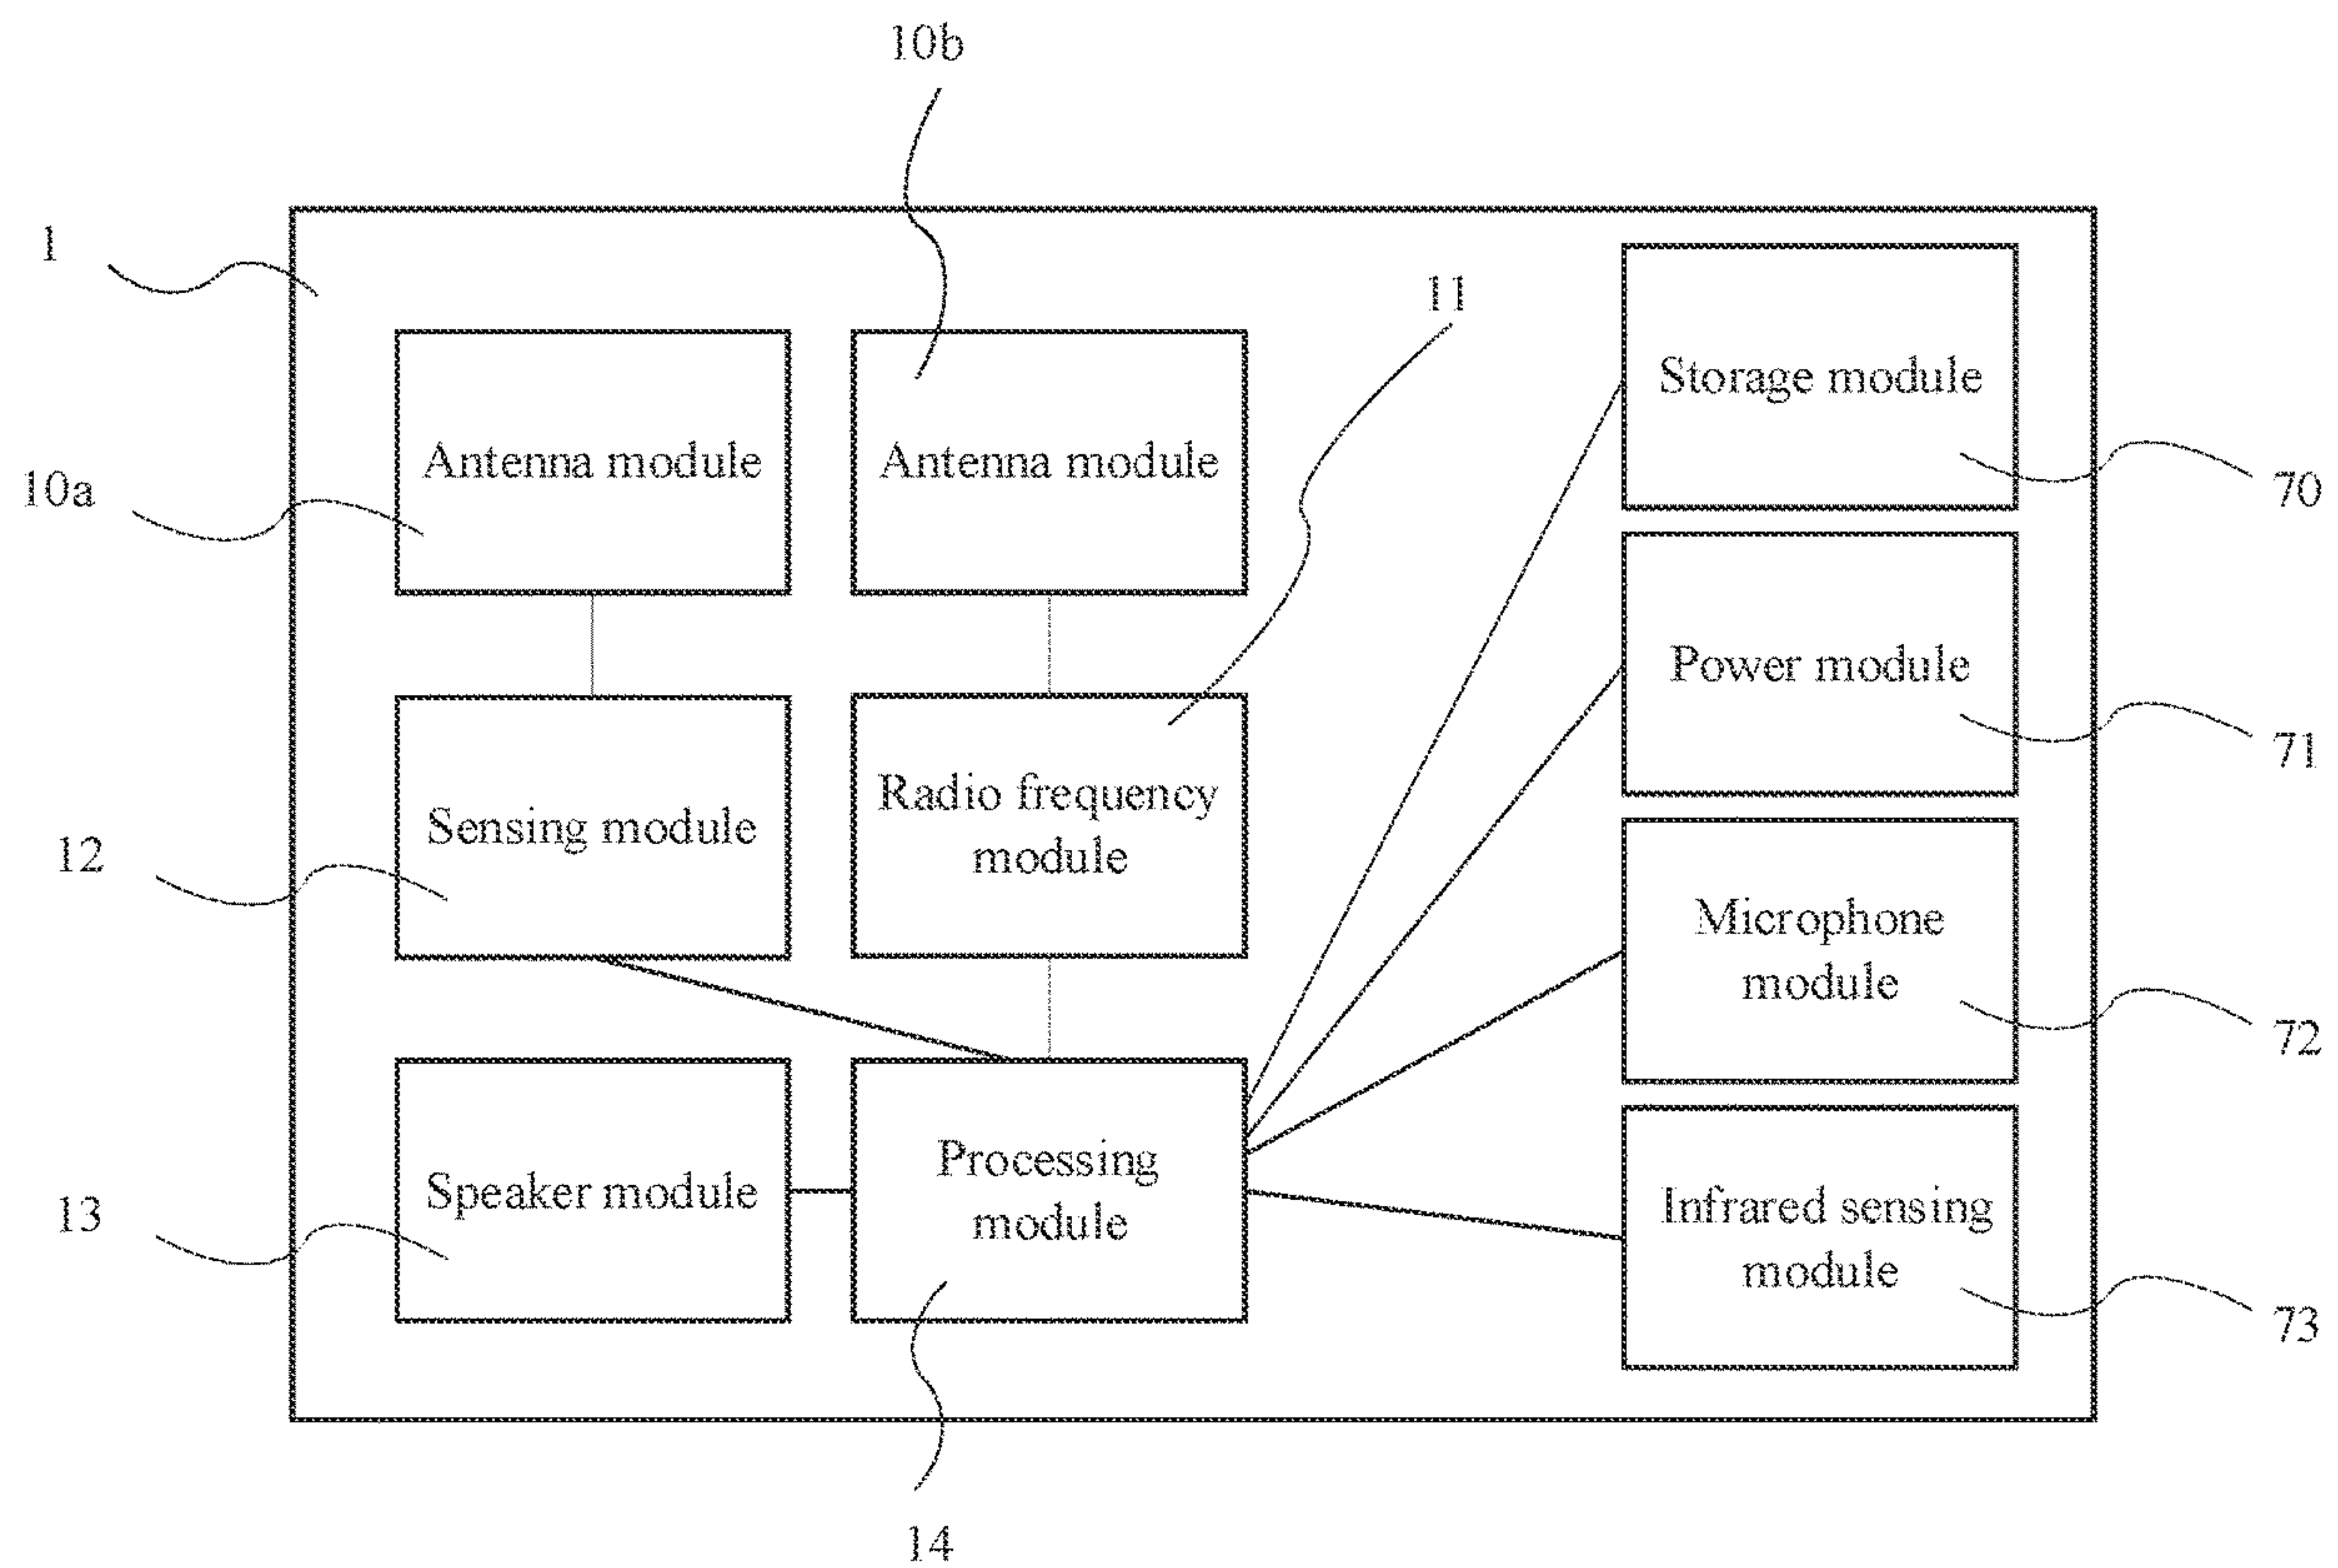 10b
1
11
Storage module
Antenna module
Antenna module
10a
70
Power module
71
Radio frequency
module
Sensing module
12
Microphone
module
72
Processing
module
Speaker module
13
Infrared sensing
module
73
14